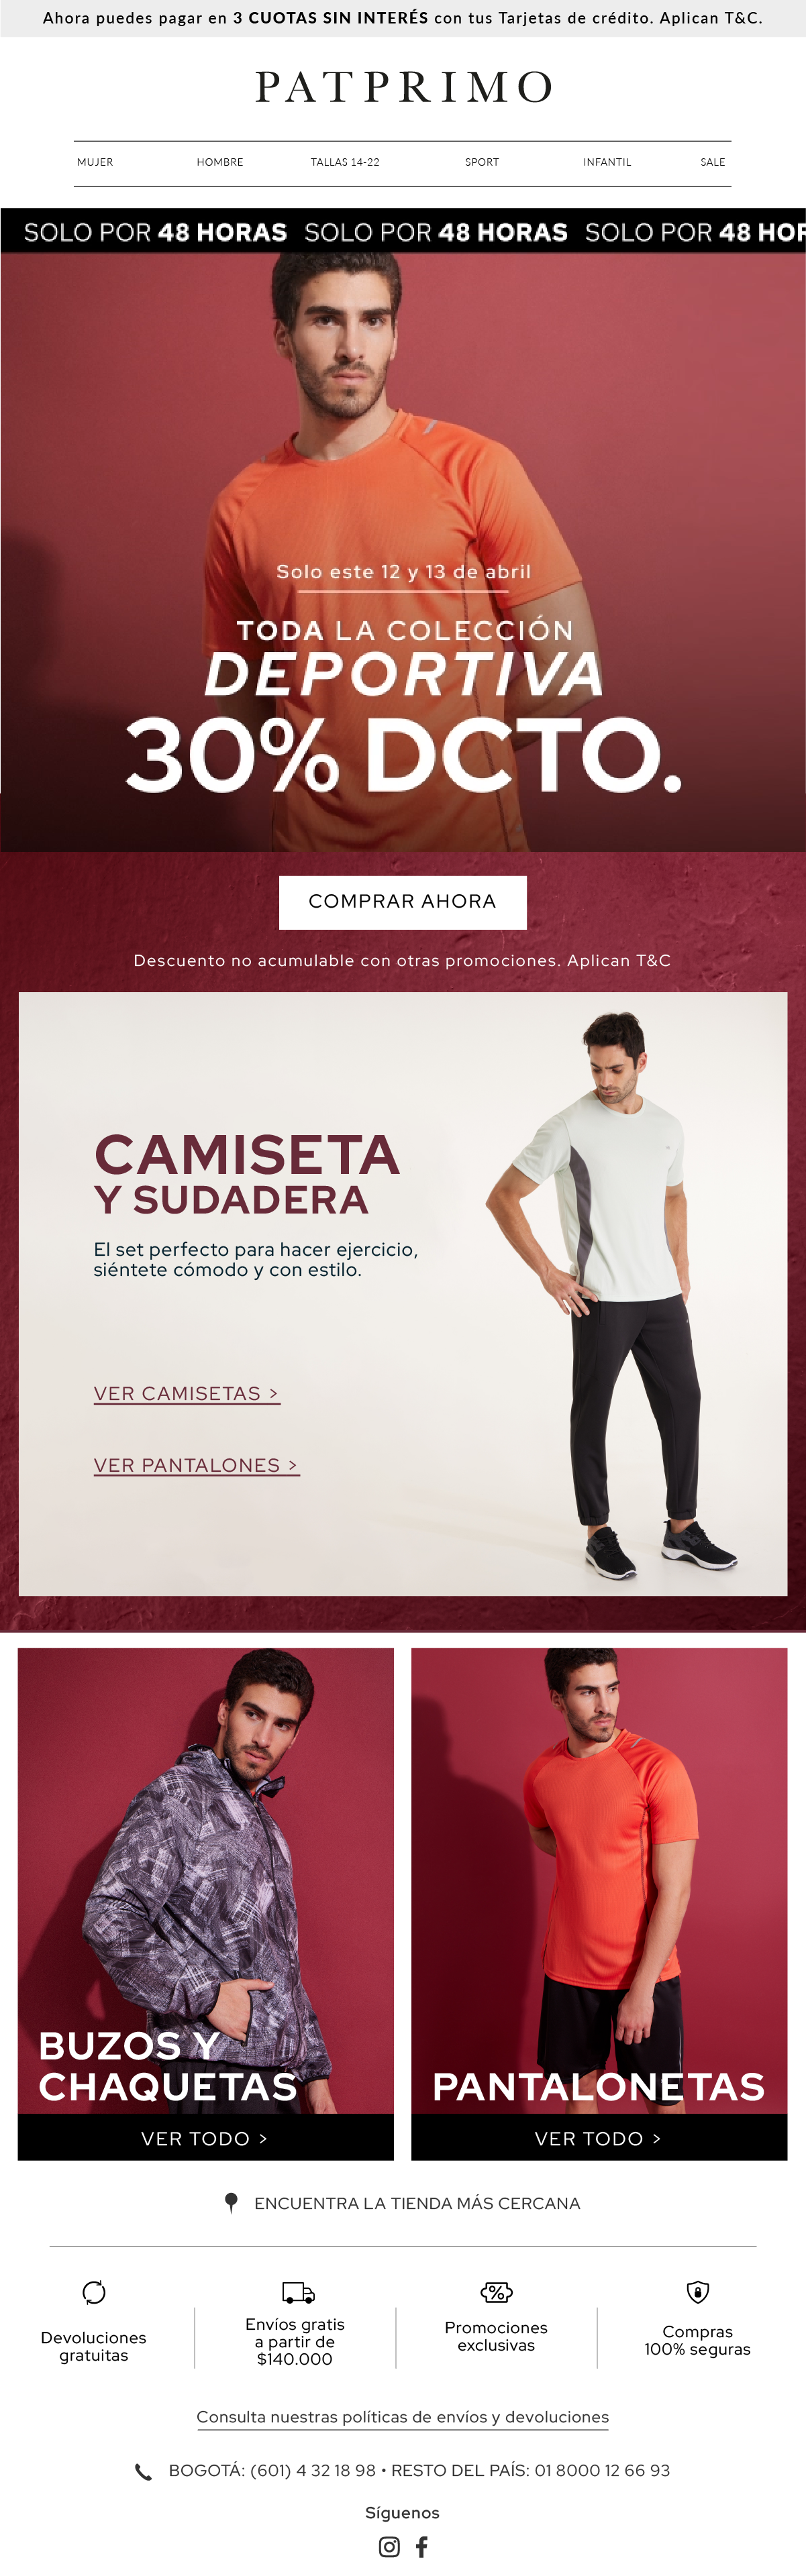 Ahora puedes pagar en 3 CUOTAS SIN INTERÉS con tus Tarjetas de crédito. Aplican T&C.
PATPRIMO
MUJER HOMBRE TALLAS 14-22 SPORT INFANTIL SALE
SOLO POR 48 HORAS SOLO POR 48 HORAS SOLO POR 48 HOR
Solo este 12 y 13 de abril
TODA LA COLECCIÓN
DEPORTIVA
30% DCTO.
COMPRAR AHORA
Descuento no acumulable con otras promociones. Aplican T&C
CAMISETA
Y SUDADERA
El set perfecto para hacer ejercicio,
siéntete cómodo y con estilo.
VER CAMISETAS >
VER PANTALONES >
BUZOS Y
CHAQUETAS
VER TODO >
PANTALONETAS
VER TODO >
ENCUENTRA LA TIENDA MÁS CERCANA
Devoluciones
gratuitas
Envíos gratis
a partir de
$140.000
Promociones
exclusivas
Compras
100% seguras
Consulta nuestras políticas de envíos y devoluciones
BOGOTÁ: (601) 4 32 18 98 • RESTO DEL PAÍS: 01 8000 12 66 93
Síguenos